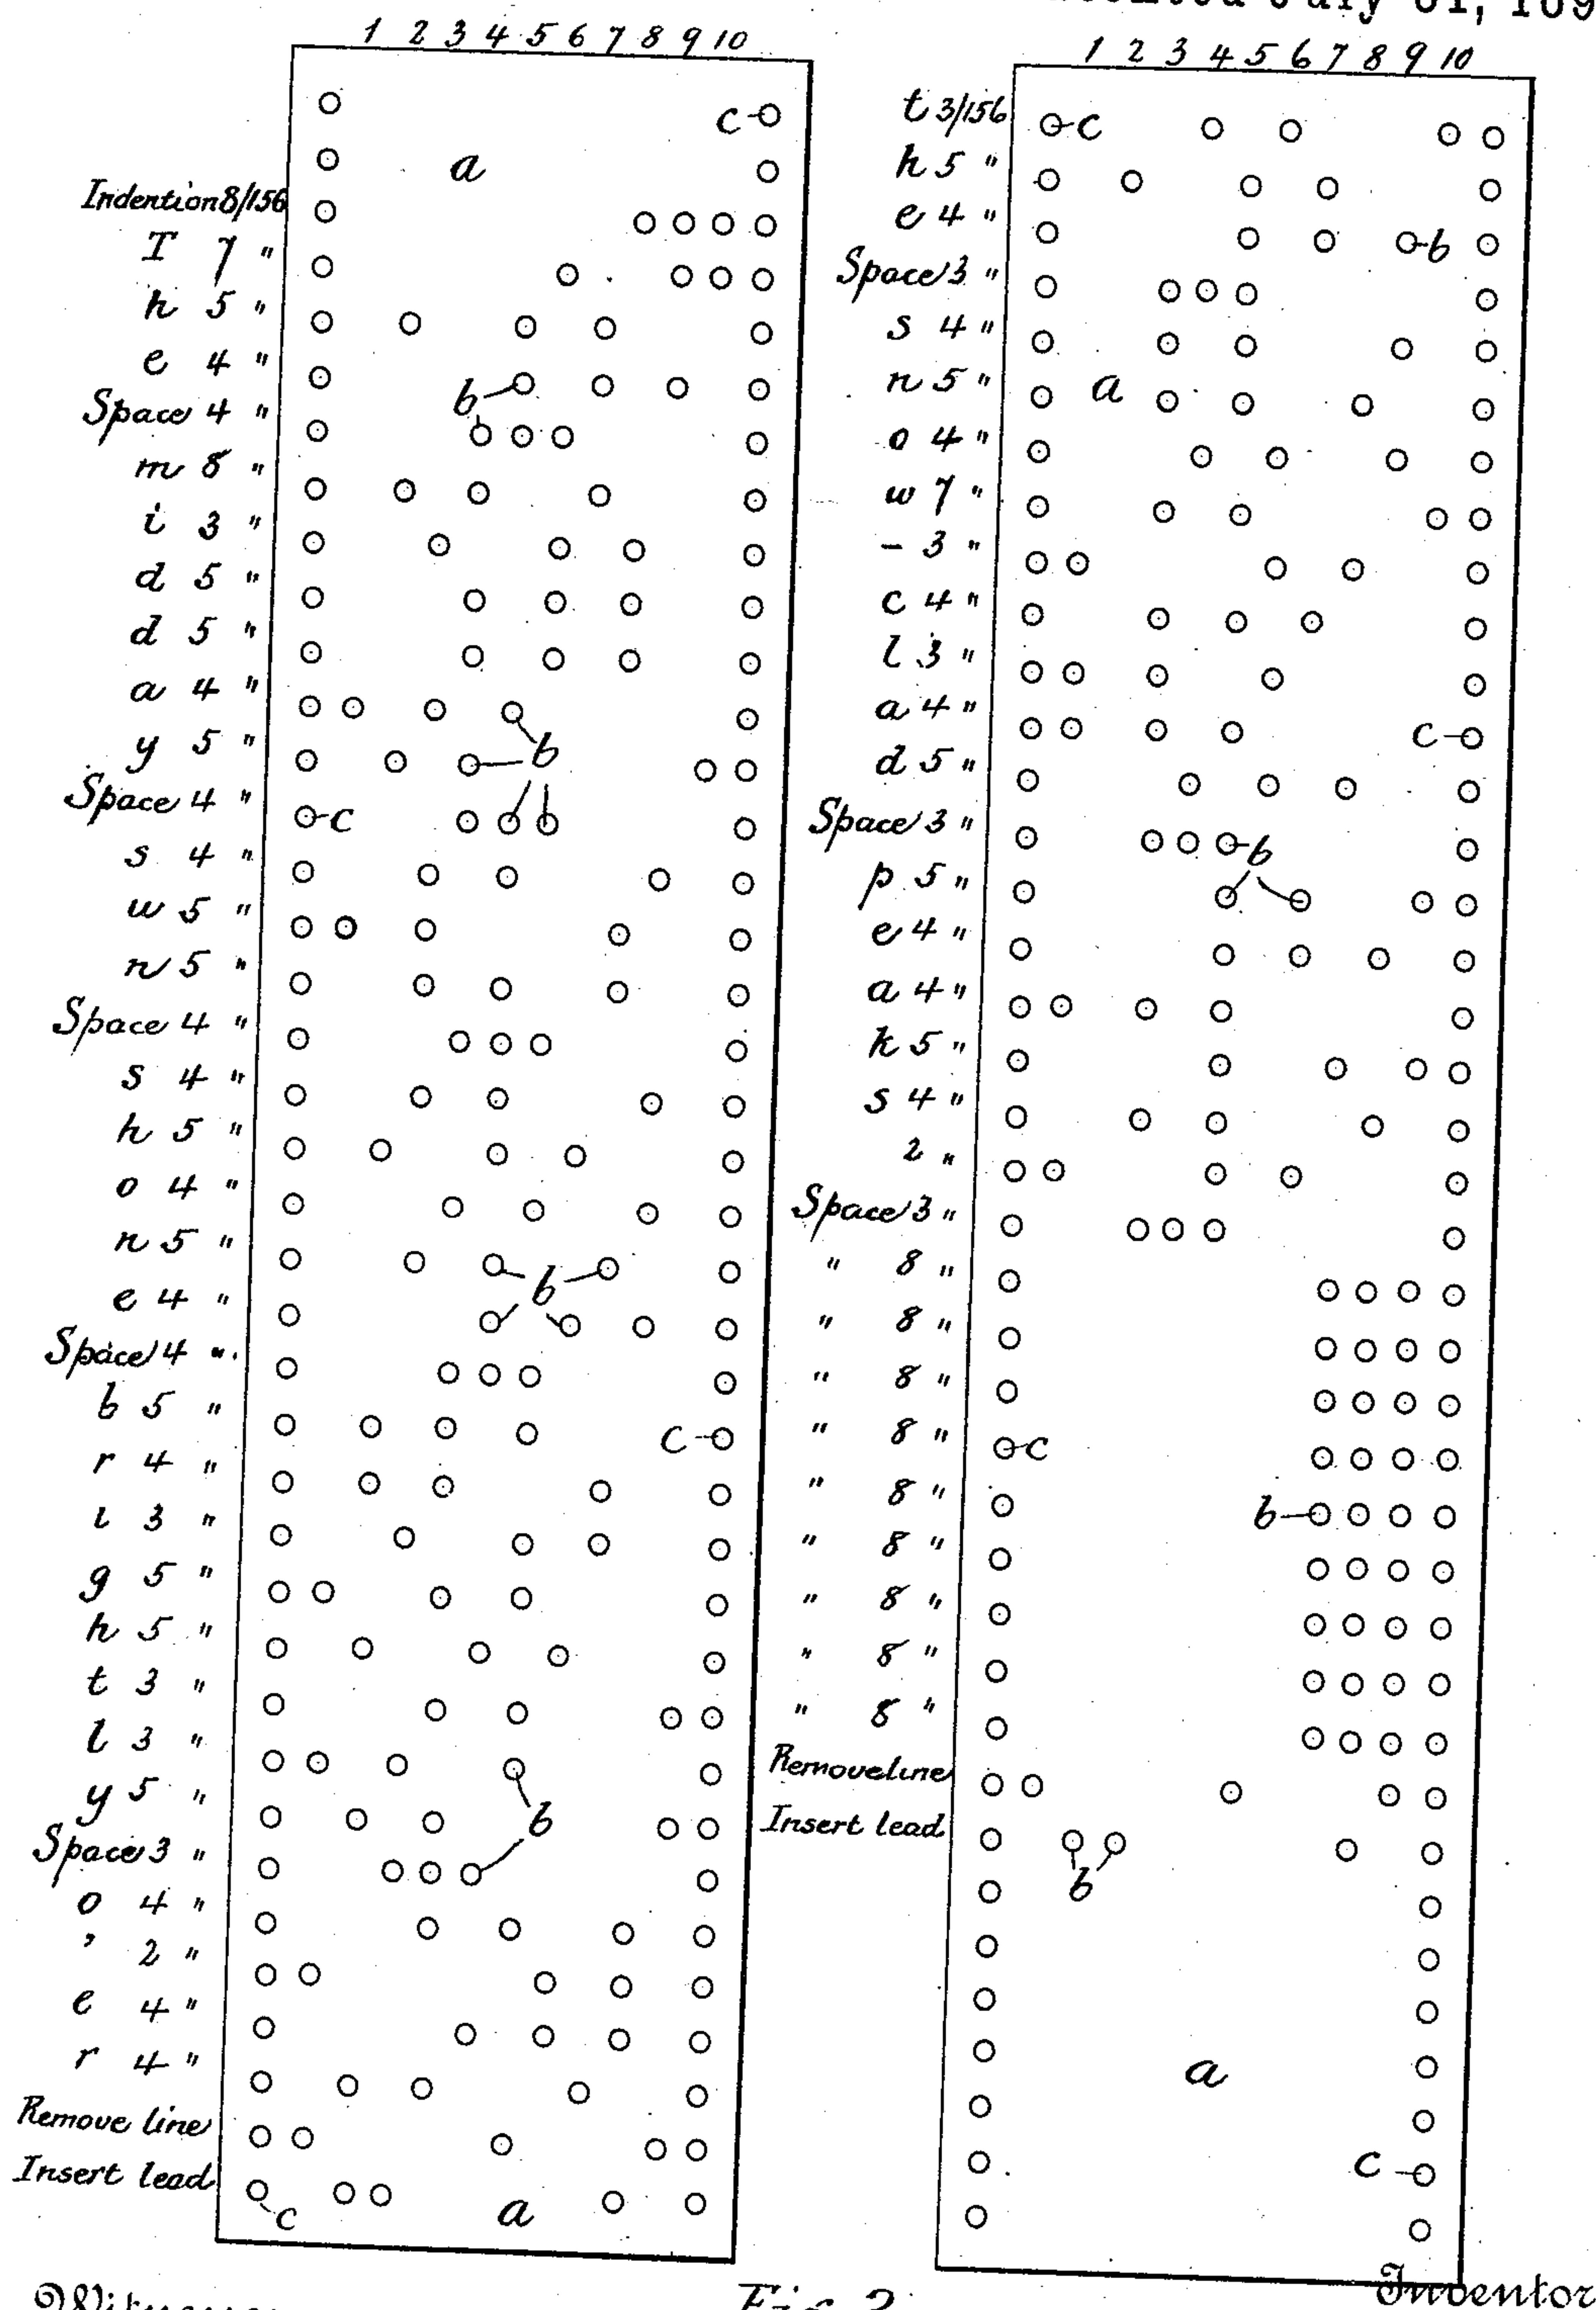 July 31, 189
1 2 3 4 5 6 7 8 9 10
c
a
Indention 8/156
T 7 "
h 5 "
e 4 "
b
Space 4 "
m 8 "
i 3 "
d 5 "
d 5 "
a 4 "
b
y 5 "
Space 4 "
c
s 4 "
w 5 "
n 5 "
Space 4 "
s 4 "
h 5 "
o 4 "
n 5 "
b
e 4 "
Space 4 "
b 5 "
c
r 4 "
i 3 "
g 5 "
h 5 "
t 3 "
l 3 "
b
y 5 "
Space 3 "
o 4 "
' 2 "
e 4 "
r 4 "
Remove line
Insert lead
c
a
1 2 3 4 5 6 7 8 9 10
t 3/156
c
h 5 "
e 4 "
b
Space 3 "
s 4 "
n 5 "
a
o 4 "
w 7 "
- 3 "
c 4 "
l 3 "
a 4 "
c
d 5 "
Space 3 "
b
p 5 "
e 4 "
a 4 "
k 5 "
s 4 "
2 "
Space 3 "
" 8 "
" 8 "
" 8 "
" 8 "
c
" 8 "
b
" 8 "
" 8 "
" 8 "
" 8 "
Remove line
Insert lead
b
a
c
Fig. 2
Inventor